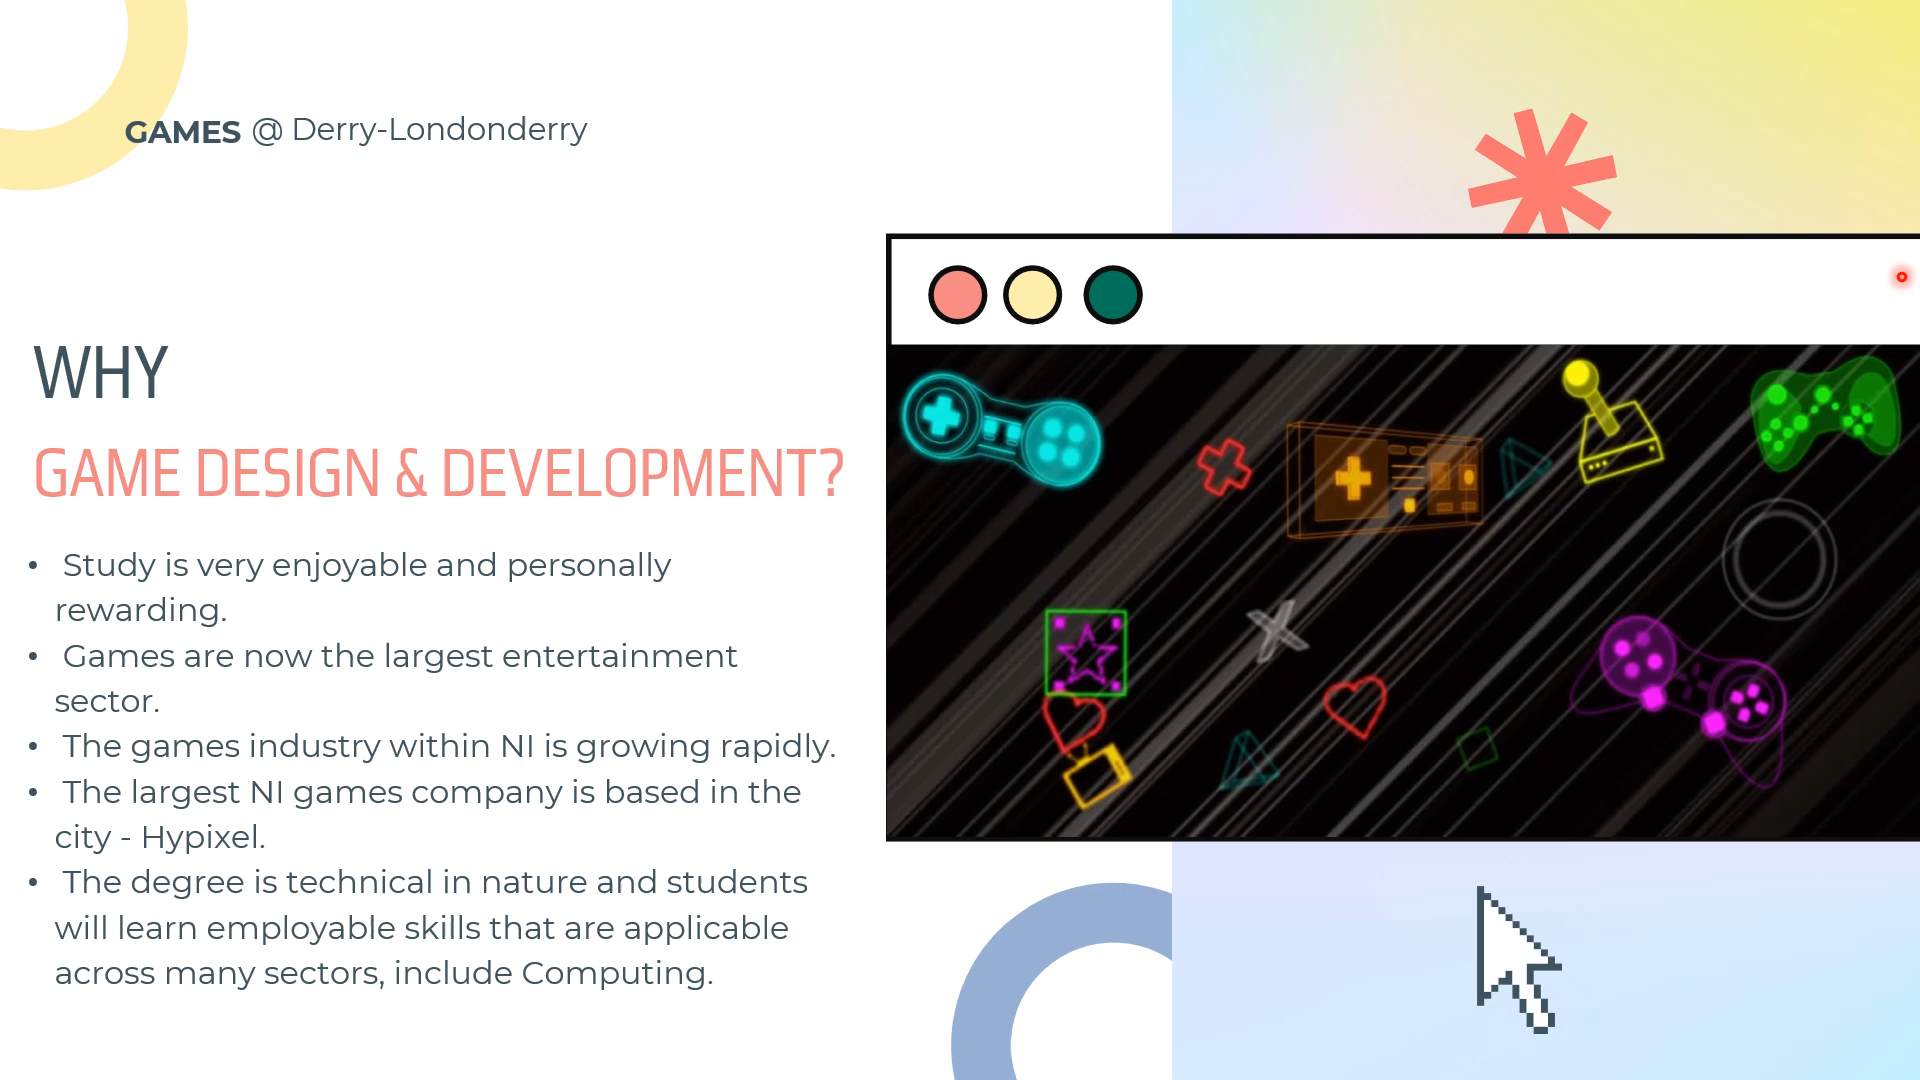 GAMES @ Derry-Londonderry
WHY
GAME DESIGN & DEVELOPMENT?
• Study is very enjoyable and personally
rewarding.
• Games are now the largest entertainment
sector.
• The games industry within NI is growing rapidly.
• The largest NI games company is based in the
city - Hypixel.
• The degree is technical in nature and students
will learn employable skills that are applicable
across many sectors, include Computing.